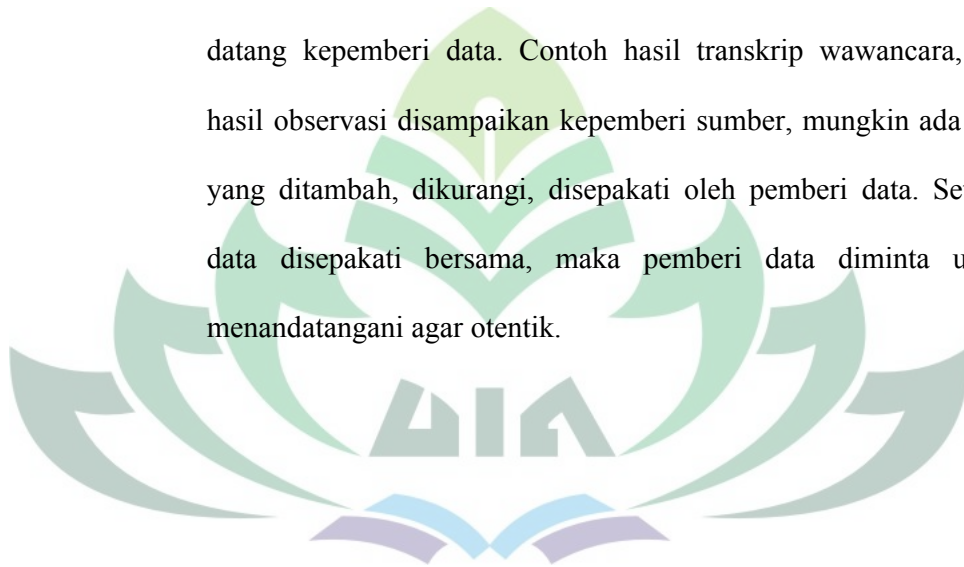 datang kepemberi data. Contoh hasil transkrip wawancara,
hasil observasi disampaikan kepemberi sumber, mungkin ada
yang ditambah, dikurangi, disepakati oleh pemberi data.
data disepakati bersama, maka pemberi data diminta
menandatangani agar otentik.
UIN